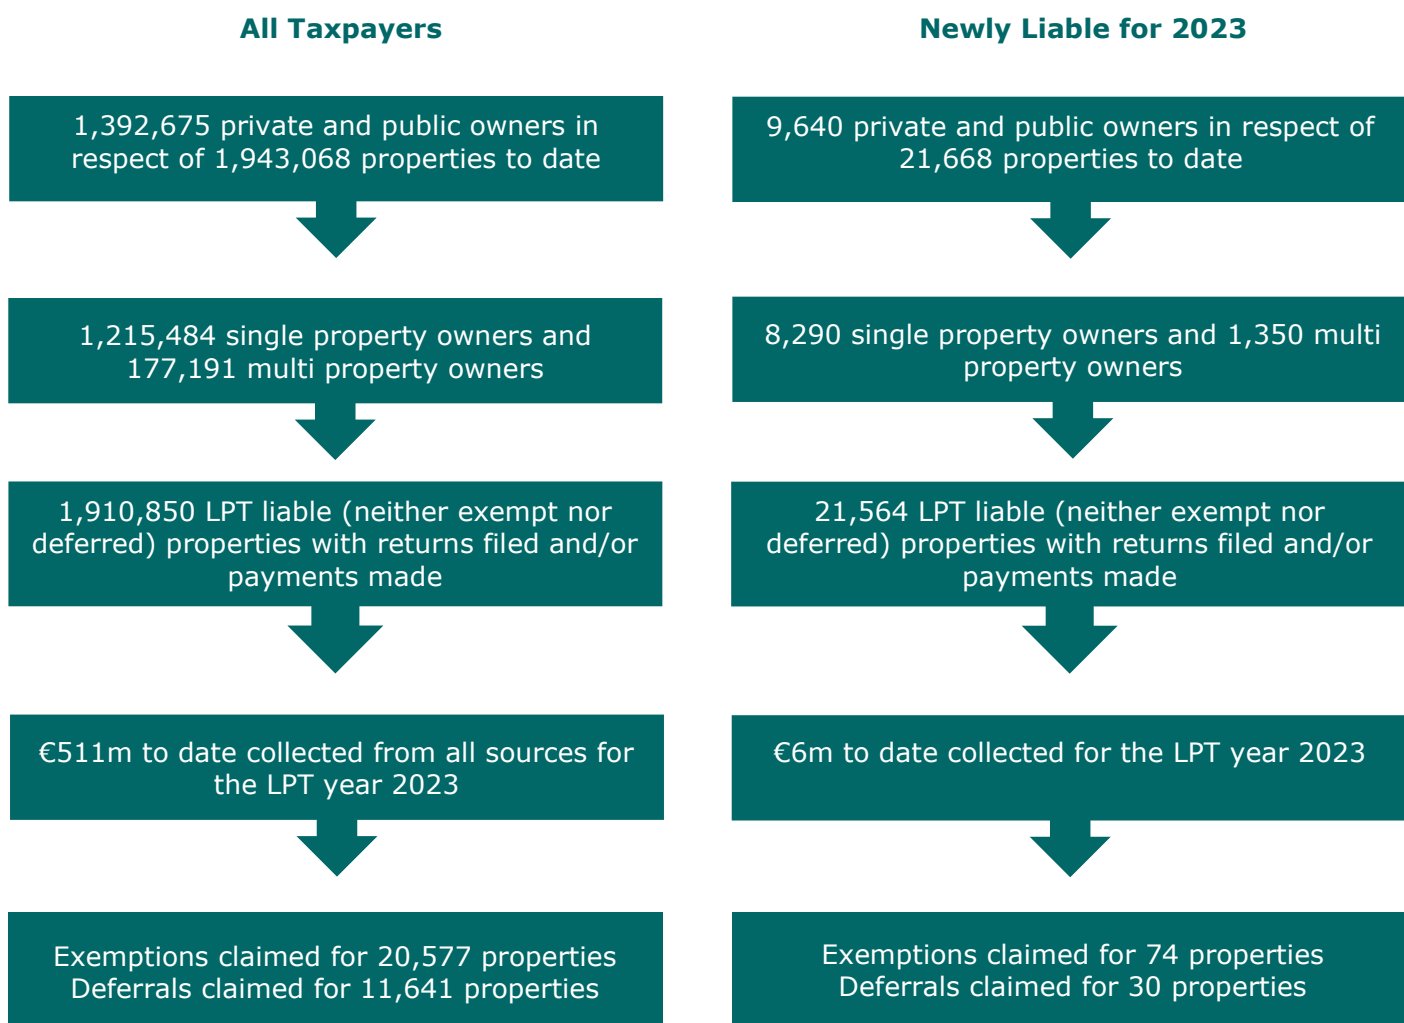 All Taxpayers
1,392,675 private and public owners in
respect of 1,943,068 properties to date
1,215,484 single property owners and
177,191 multi property owners
1,910,850 LPT liable (neither exempt nor
deferred) properties with returns filed and/or
payments made
€511m to date collected from all sources for
the LPT year 2023
Exemptions claimed for 20,577 properties
Deferrals claimed for 11,641 properties
Newly Liable for 2023
9,640 private and public owners in respect of
21,668 properties to date
8,290 single property owners and 1,350 multi
property owners
21,564 LPT liable (neither exempt nor
deferred) properties with returns filed and/or
payments made
€6m to date collected for the LPT year 2023
Exemptions claimed for 74 properties
Deferrals claimed for 30 properties